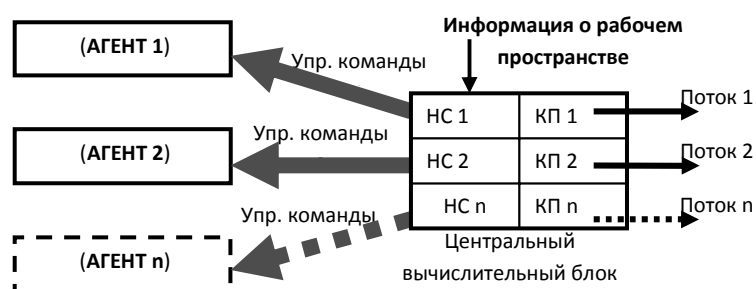 Информация о рабочем
пространстве
(АГЕНТ 1)
Упр. команды
Поток 1
НС 1
КП 1
Упр. команды
(АГЕНТ 2)
НС 2
КП 2
Поток 2
Упр. команды
НС n
КП n
Поток n
(АГЕНТ n)
Центральный
вычислительный блок